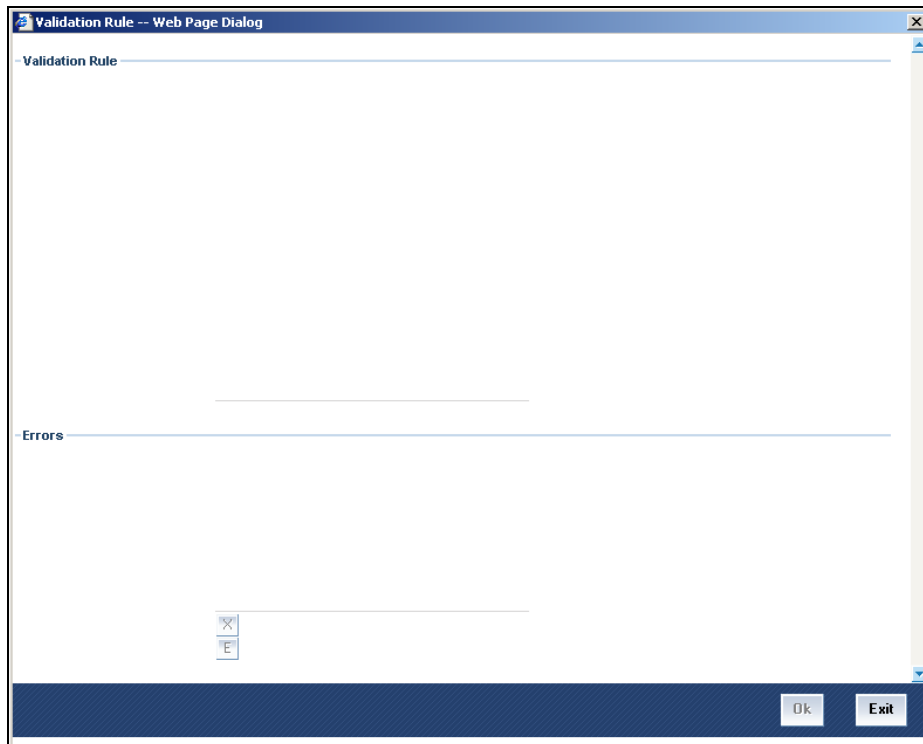 Validation Rule -- Web Page Dialog
Validation Rule
Errors
X
E
Ok Exit